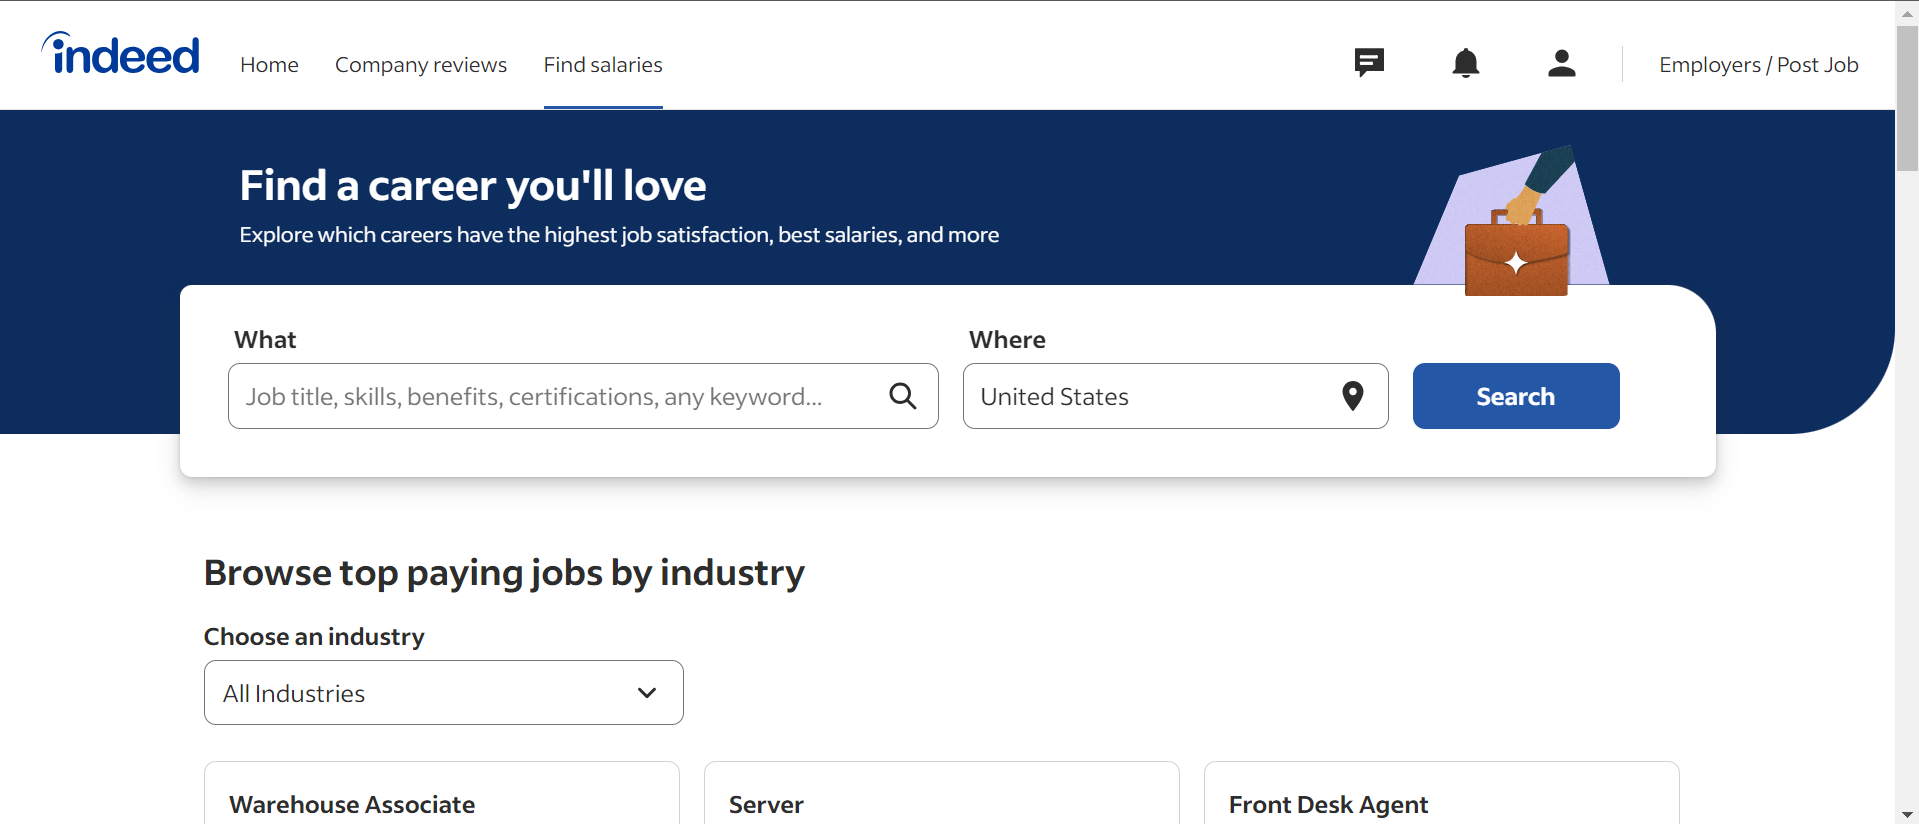 indeed
Home
Company reviews
Find salaries
Employers / Post Job
Find a career you'll love
Explore which careers have the highest job satisfaction, best salaries, and more
What
Where
Job title, skills, benefits, certifications, any keyword...
United States
Search
Browse top paying jobs by industry
Choose an industry
All Industries
Warehouse Associate
Server
Front Desk Agent